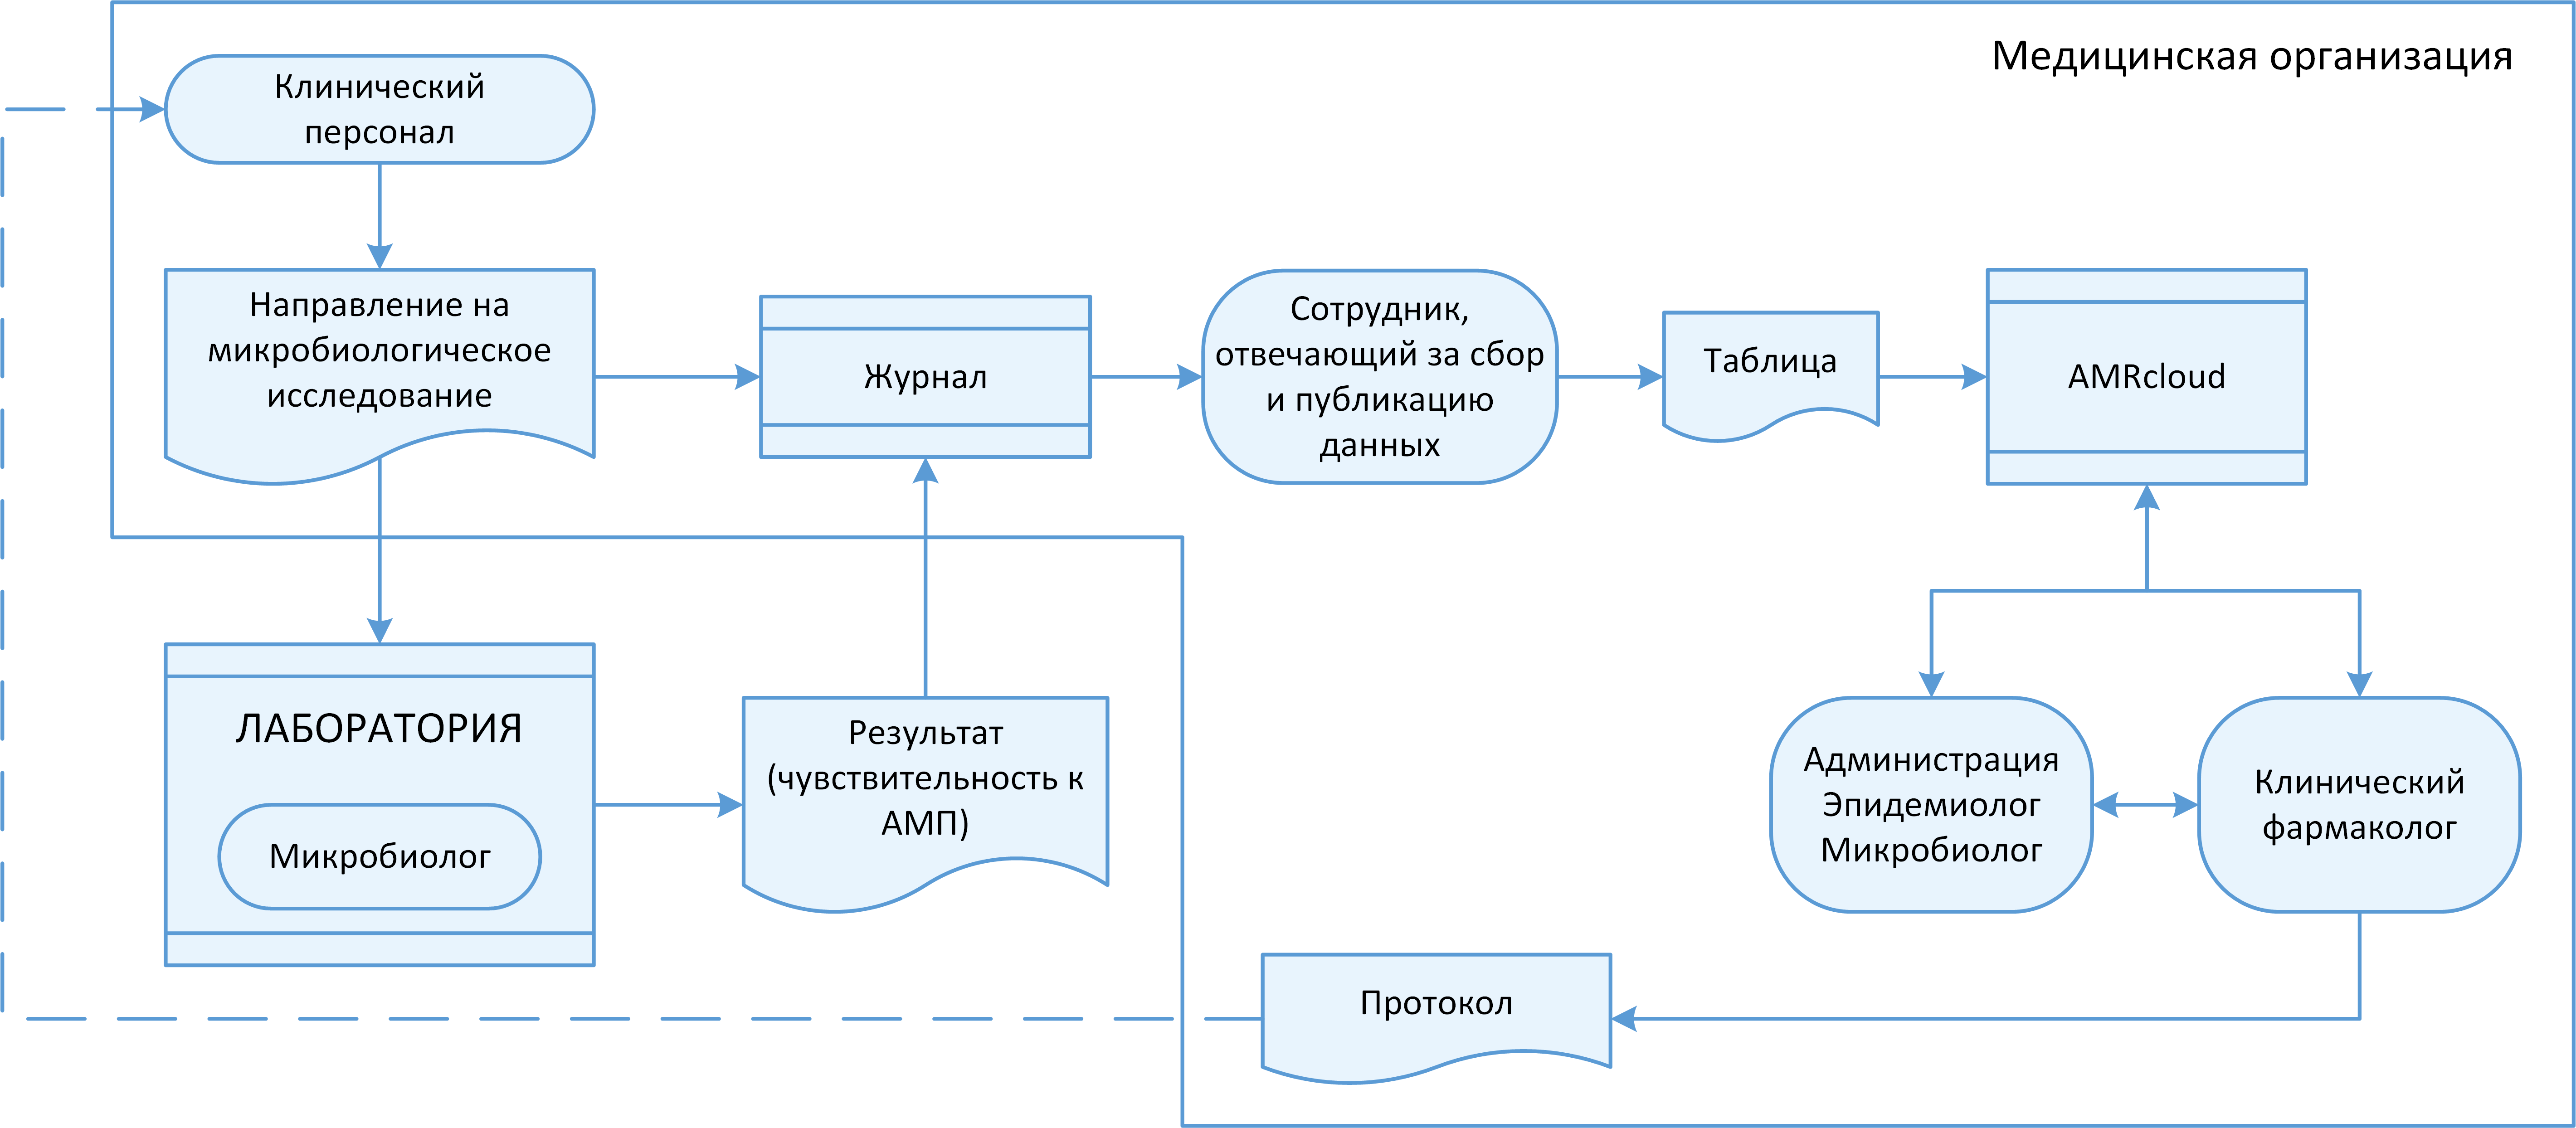 Медицинская организация
Клинический
персонал
Направление на
микробиологическое
исследование
Журнал
Сотрудник,
отвечающий за сбор
и публикацию
данных
Таблица
AMRcloud
ЛАБОРАТОРИЯ
Микробиолог
Результат
(чувствительность к
АМП)
Администрация
Эпидемиолог
Микробиолог
Клинический
фармаколог
Протокол